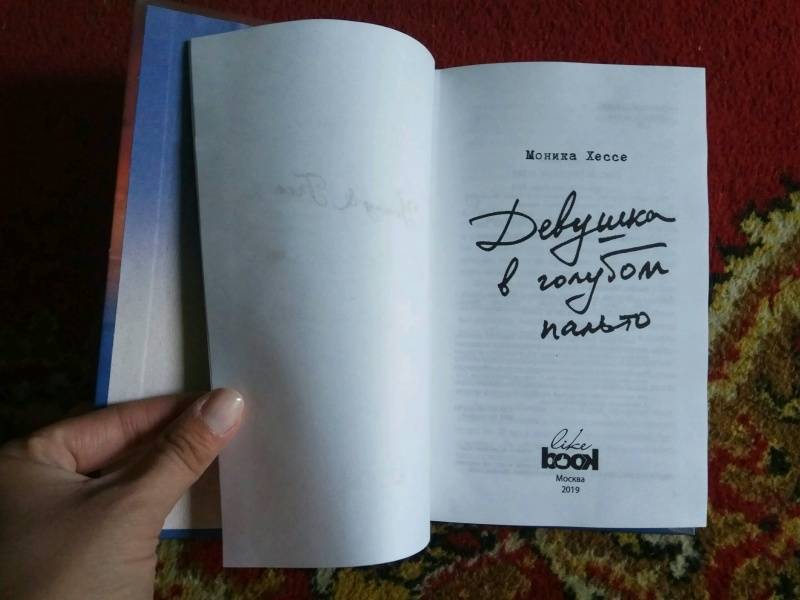 Моника Хессе
Девушка
в голубом
пальто
like
book
Москва
2019